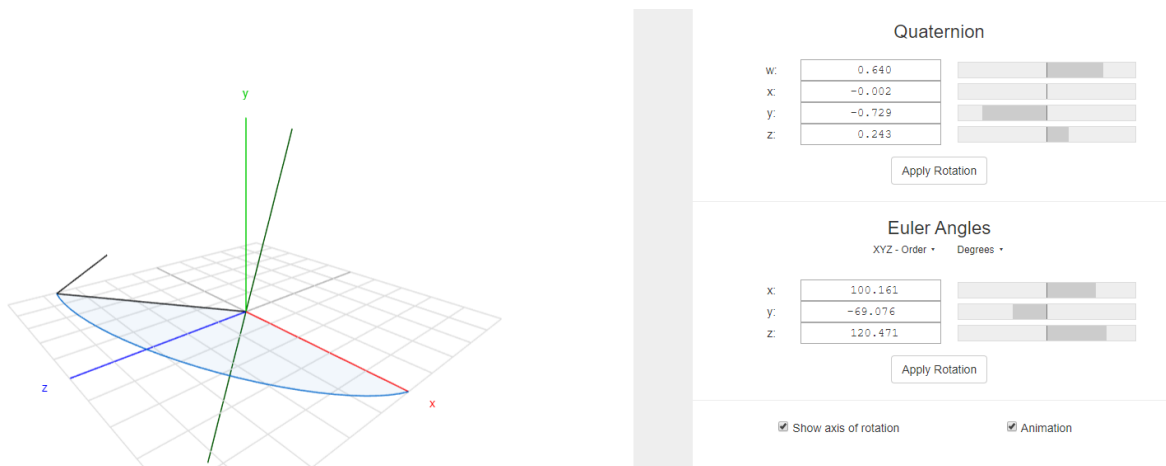 y
z
x
Quaternion
w: 0.640
x: -0.002
y: -0.729
z: 0.243
Apply Rotation
Euler Angles
XYZ - Order Degrees
x: 100.161
y: -69.076
z: 120.471
Apply Rotation
Show axis of rotation Animation